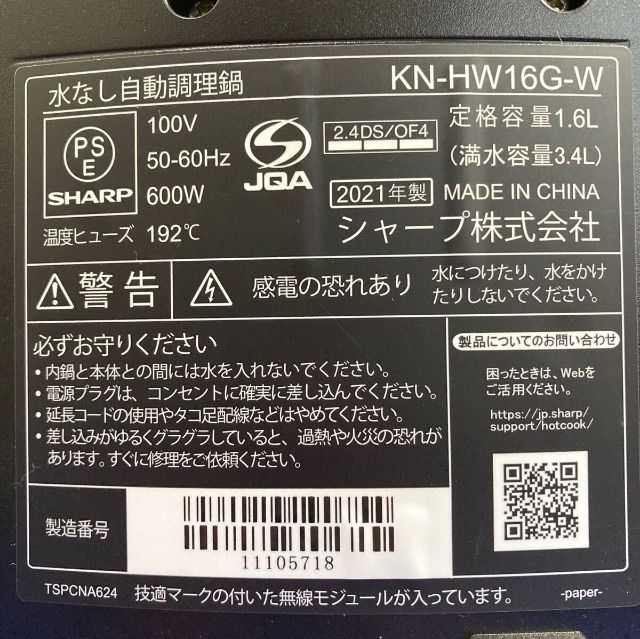 水なし自動調理鍋 KN-HW16G-W
PSE
SHARP
100V
50-60Hz
600W
温度ヒューズ 192℃
JQA
2.4DS/OF4
2021年製
定格容量1.6L
(満水容量3.4L)
MADE IN CHINA
シャープ株式会社
警告
感電の恐れあり
水につけたり、水をかけ
たりしないでください。
必ずお守りください
・内鍋と本体との間には水を入れないでください。
・電源プラグは、コンセントに確実に差し込んでください。
・延長コードの使用やタコ足配線などはやめてください。
・差し込みがゆるくグラグラしていると、過熱や火災の恐れが
あります。すぐに修理をご依頼ください。
製品についてのお問い合わせ
困ったときは、Webを
ご活用ください。
https://jp.sharp/
support/hotcook/
製造番号
11105718
TSPCNA624
技適マークの付いた無線モジュールが入っています。
-paper-